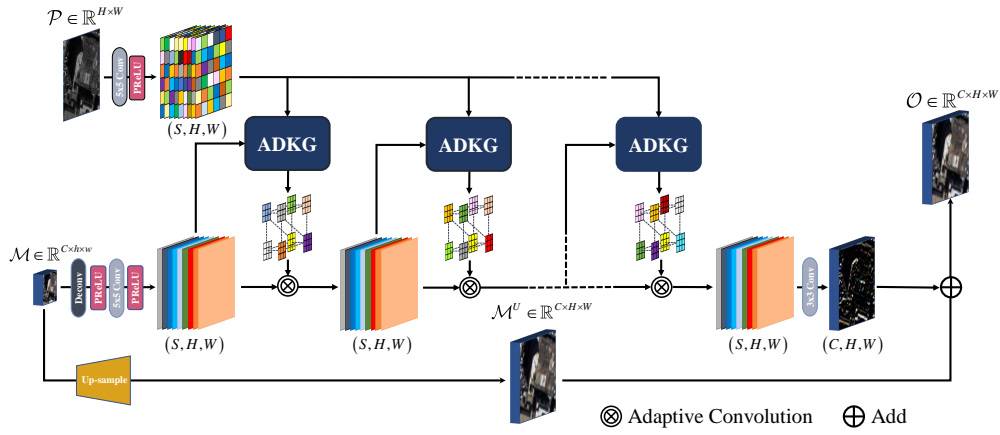 𝒫 ∈ ℝ^{H×W}
5x5 Conv
PReLU
(S, H, W)
ADKG
ADKG
ADKG
𝒪 ∈ ℝ^{C×H×W}
ℳ ∈ ℝ^{C×h×w}
Deconv
PReLU
5x5 Conv
PReLU
(S, H, W)
(S, H, W)
ℳ^U ∈ ℝ^{C×H×W}
(S, H, W)
3x3 Conv
(C, H, W)
Up-sample
Adaptive Convolution
Add